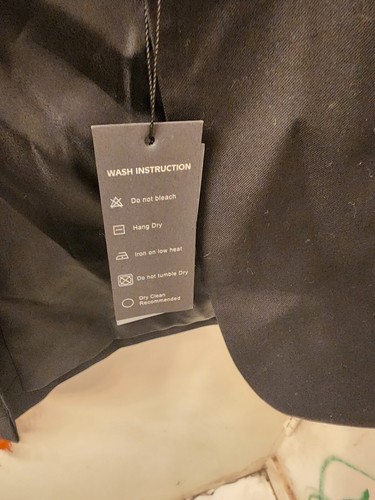 WASH INSTRUCTION
Do not bleach
Hang Dry
Iron on low heat
Do not tumble Dry
Dry Clean
Recommended